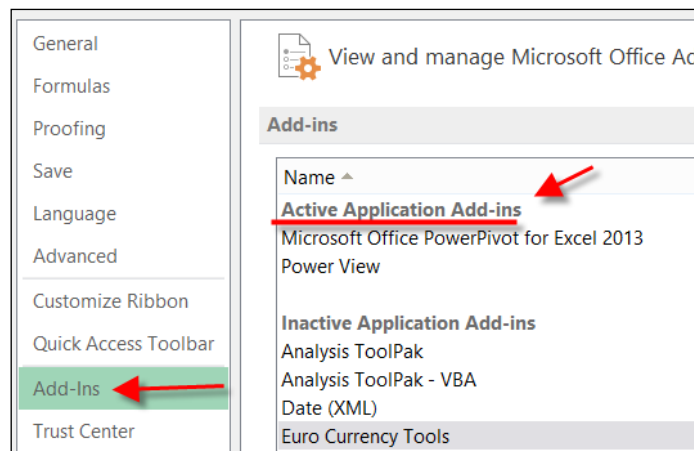 General
Formulas
Proofing
Save
Language
Advanced
Customize Ribbon
Quick Access Toolbar
Add-Ins
Trust Center
View and manage Microsoft Office Ad
Add-ins
Name
Active Application Add-ins
Microsoft Office PowerPivot for Excel 2013
Power View
Inactive Application Add-ins
Analysis ToolPak
Analysis ToolPak - VBA
Date (XML)
Euro Currency Tools